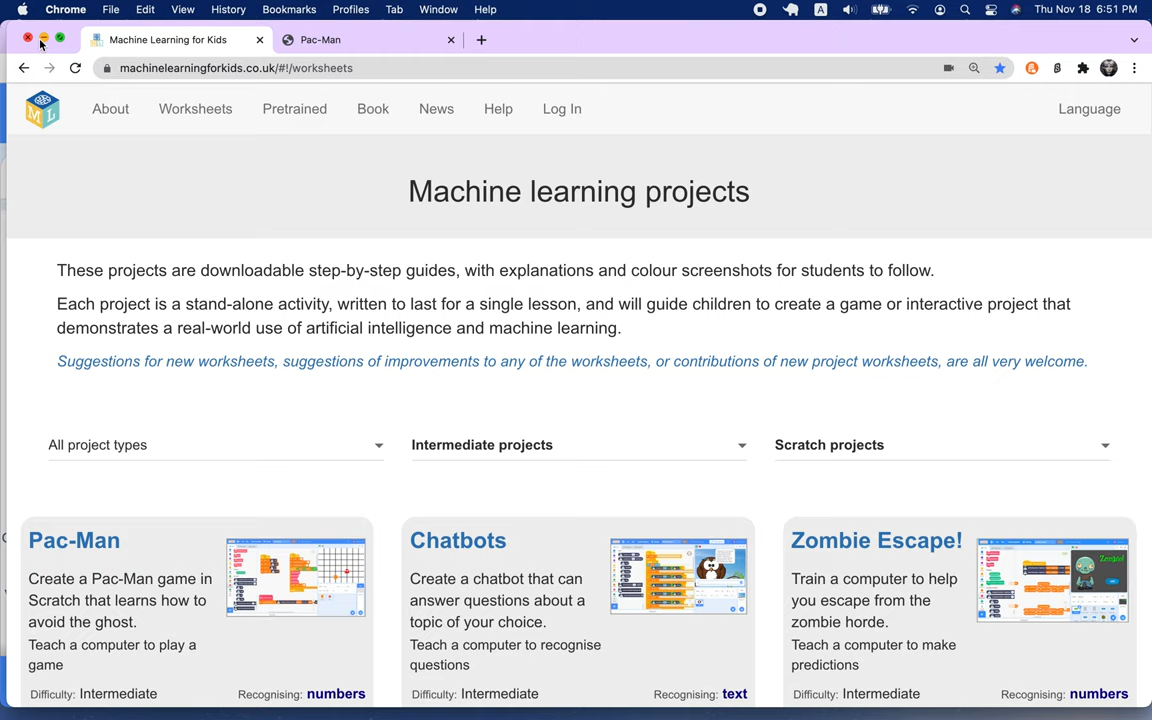 Chrome File Edit View History Bookmarks Profiles Tab Window Help A Thu Nov 18 6:51 PM
Machine Learning for Kids Pac-Man
machinelearningforkids.co.uk/#!/worksheets
ML About Worksheets Pretrained Book News Help Log In Language
Machine learning projects
These projects are downloadable step-by-step guides, with explanations and colour screenshots for students to follow.
Each project is a stand-alone activity, written to last for a single lesson, and will guide children to create a game or interactive project that
demonstrates a real-world use of artificial intelligence and machine learning.
Suggestions for new worksheets, suggestions of improvements to any of the worksheets, or contributions of new project worksheets, are all very welcome.
All project types Intermediate projects Scratch projects
Pac-Man
Create a Pac-Man game in
Scratch that learns how to
avoid the ghost.
Teach a computer to play a
game
Difficulty: Intermediate Recognising: numbers
Chatbots
Create a chatbot that can
answer questions about a
topic of your choice.
Teach a computer to recognise
questions
Difficulty: Intermediate Recognising: text
Zombie Escape!
Train a computer to help
you escape from the
zombie horde.
Teach a computer to make
predictions
Difficulty: Intermediate Recognising: numbers